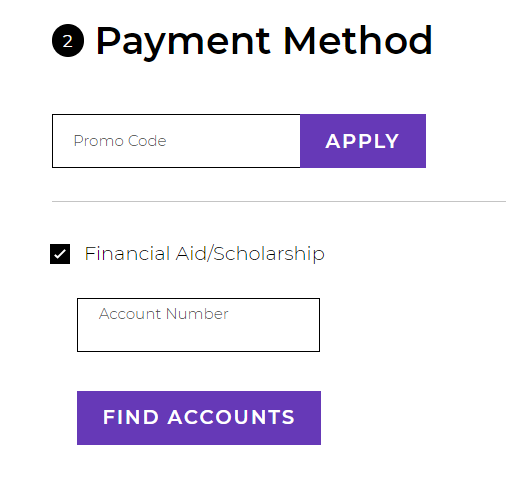 2 Payment Method
Promo Code APPLY
Financial Aid/Scholarship
Account Number
FIND ACCOUNTS